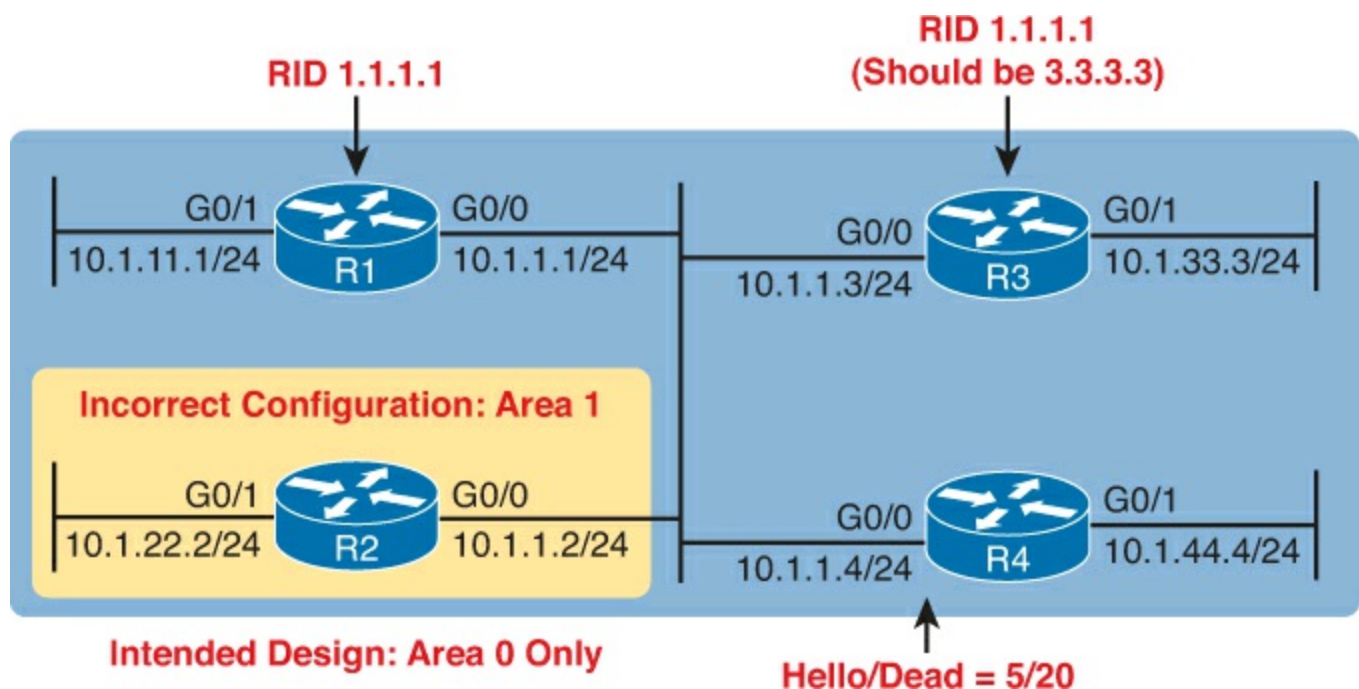 RID 1.1.1.1
RID 1.1.1.1
(Should be 3.3.3.3)
G0/1
10.1.11.1/24
R1
G0/0
10.1.1.1/24
G0/0
10.1.1.3/24
R3
G0/1
10.1.33.3/24
Incorrect Configuration: Area 1
G0/1
10.1.22.2/24
R2
G0/0
10.1.1.2/24
G0/0
10.1.1.4/24
R4
G0/1
10.1.44.4/24
Intended Design: Area 0 Only
Hello/Dead = 5/20